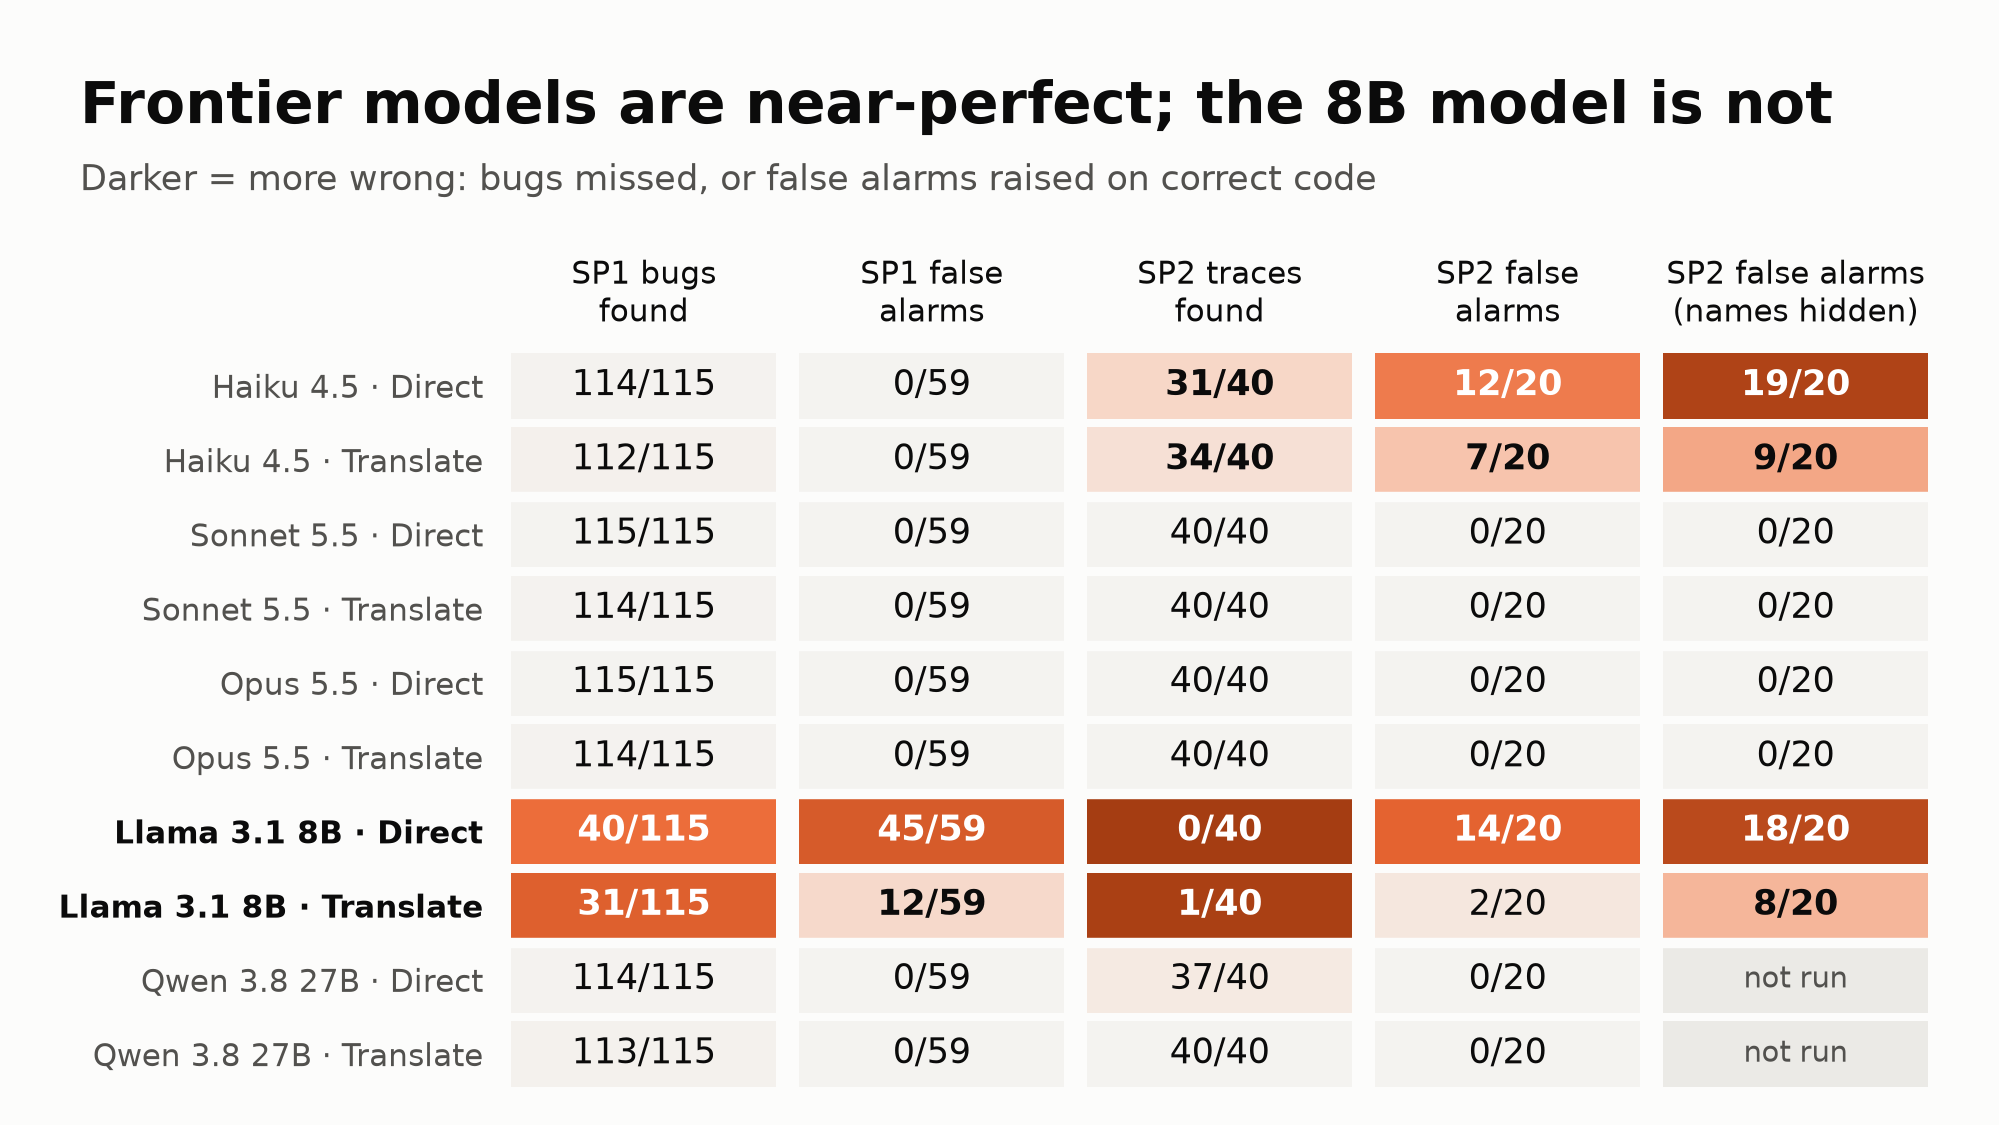 Frontier models are near-perfect; the 8B model is not
Darker = more wrong: bugs missed, or false alarms raised on correct code
SP1 bugs found SP1 false alarms SP2 traces found SP2 false alarms SP2 false alarms (names hidden)
Haiku 4.5 · Direct 114/115 0/59 31/40 12/20 19/20
Haiku 4.5 · Translate 112/115 0/59 34/40 7/20 9/20
Sonnet 5.5 · Direct 115/115 0/59 40/40 0/20 0/20
Sonnet 5.5 · Translate 114/115 0/59 40/40 0/20 0/20
Opus 5.5 · Direct 115/115 0/59 40/40 0/20 0/20
Opus 5.5 · Translate 114/115 0/59 40/40 0/20 0/20
Llama 3.1 8B · Direct 40/115 45/59 0/40 14/20 18/20
Llama 3.1 8B · Translate 31/115 12/59 1/40 2/20 8/20
Qwen 3.8 27B · Direct 114/115 0/59 37/40 0/20 not run
Qwen 3.8 27B · Translate 113/115 0/59 40/40 0/20 not run